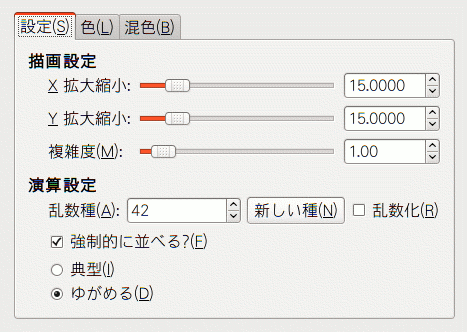 設定(S) 色(L) 混色(B)
描画設定
X 拡大縮小: 15.0000
Y 拡大縮小: 15.0000
複雑度(M): 1.00
演算設定
乱数種(A): 42 新しい種(N) 乱数化(R)
強制的に並べる?(F)
典型(I)
ゆがめる(D)